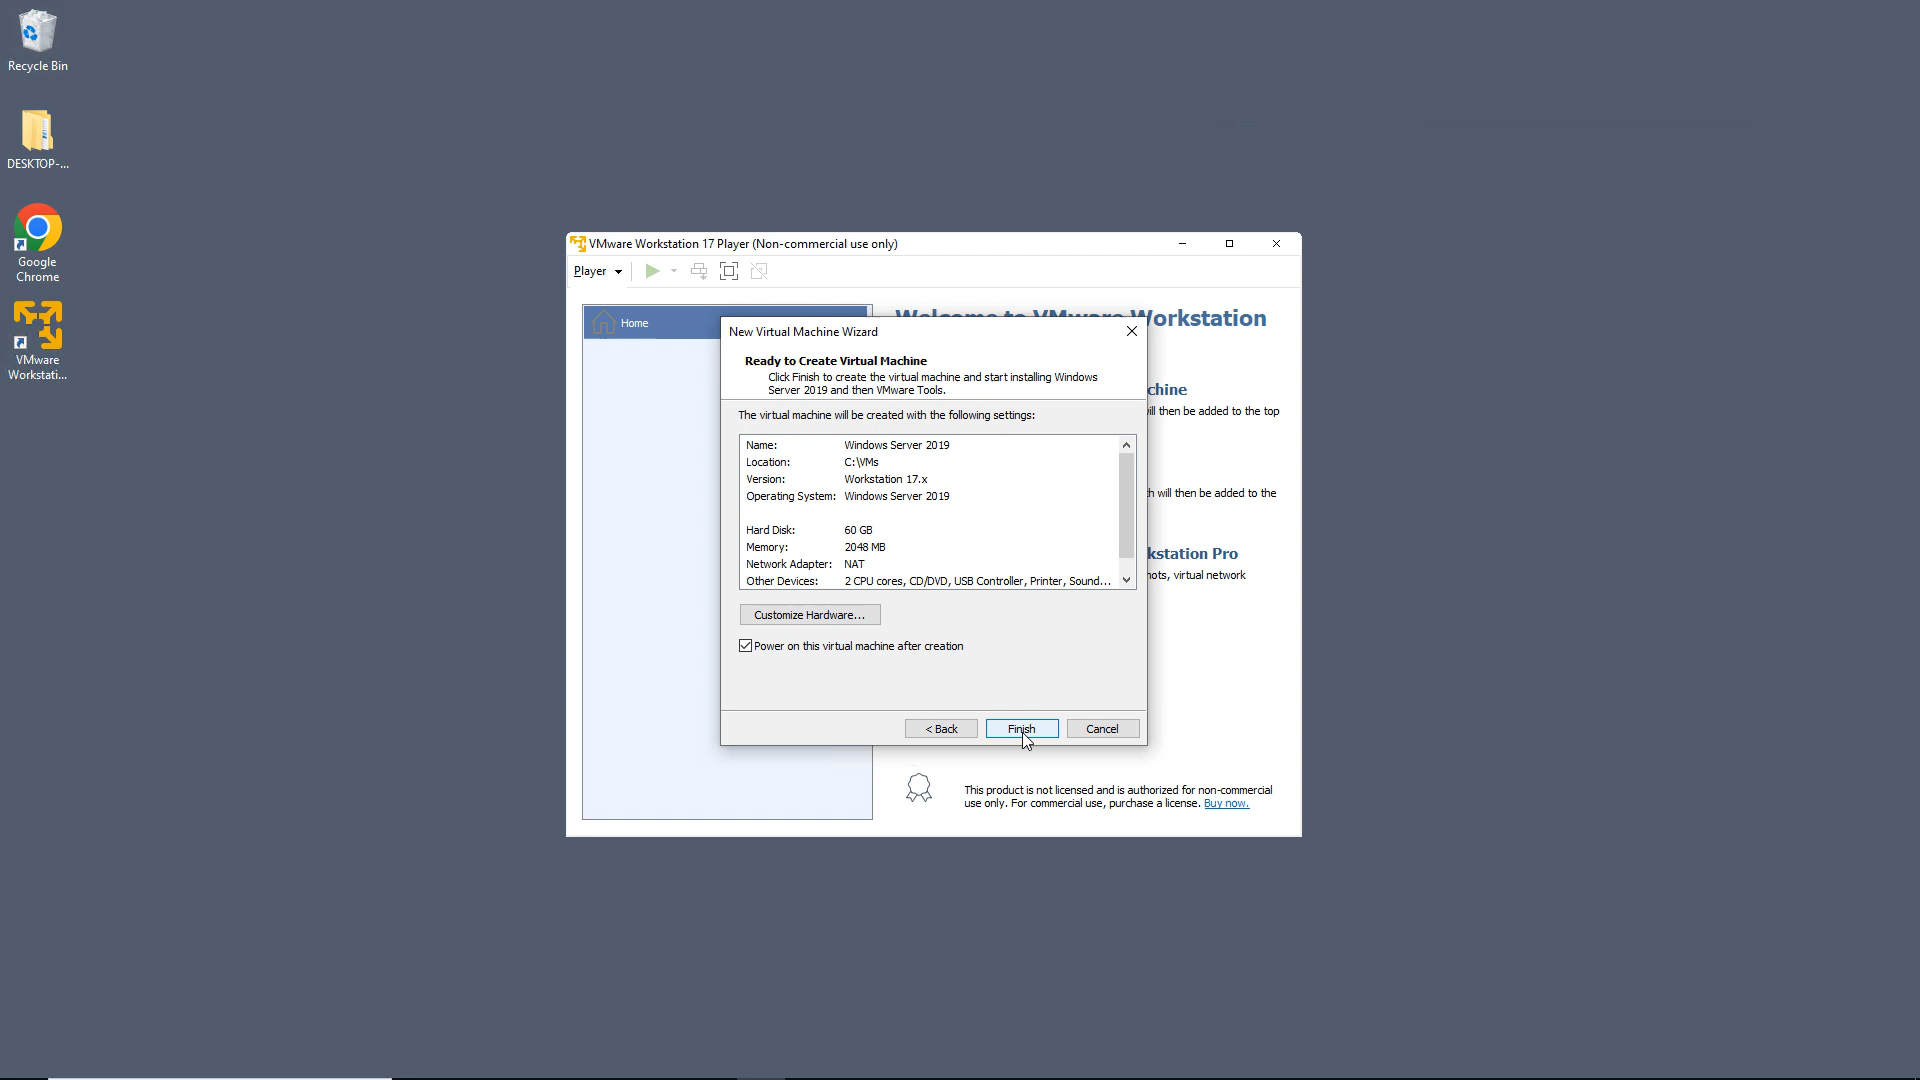 Recycle Bin
DESKTOP-...
Google
Chrome
VMware
Workstati...
VMware Workstation 17 Player (Non-commercial use only)
Player
Home
Welcome to VMware Workstation
chine
ill then be added to the top
h will then be added to the
kstation Pro
ots, virtual network
New Virtual Machine Wizard
Ready to Create Virtual Machine
Click Finish to create the virtual machine and start installing Windows
Server 2019 and then VMware Tools.
The virtual machine will be created with the following settings:
Name: Windows Server 2019
Location: C:\VMs
Version: Workstation 17.x
Operating System: Windows Server 2019
Hard Disk: 60 GB
Memory: 2048 MB
Network Adapter: NAT
Other Devices: 2 CPU cores, CD/DVD, USB Controller, Printer, Sound...
Customize Hardware...
Power on this virtual machine after creation
< Back
Finish
Cancel
This product is not licensed and is authorized for non-commercial
use only. For commercial use, purchase a license. Buy now.